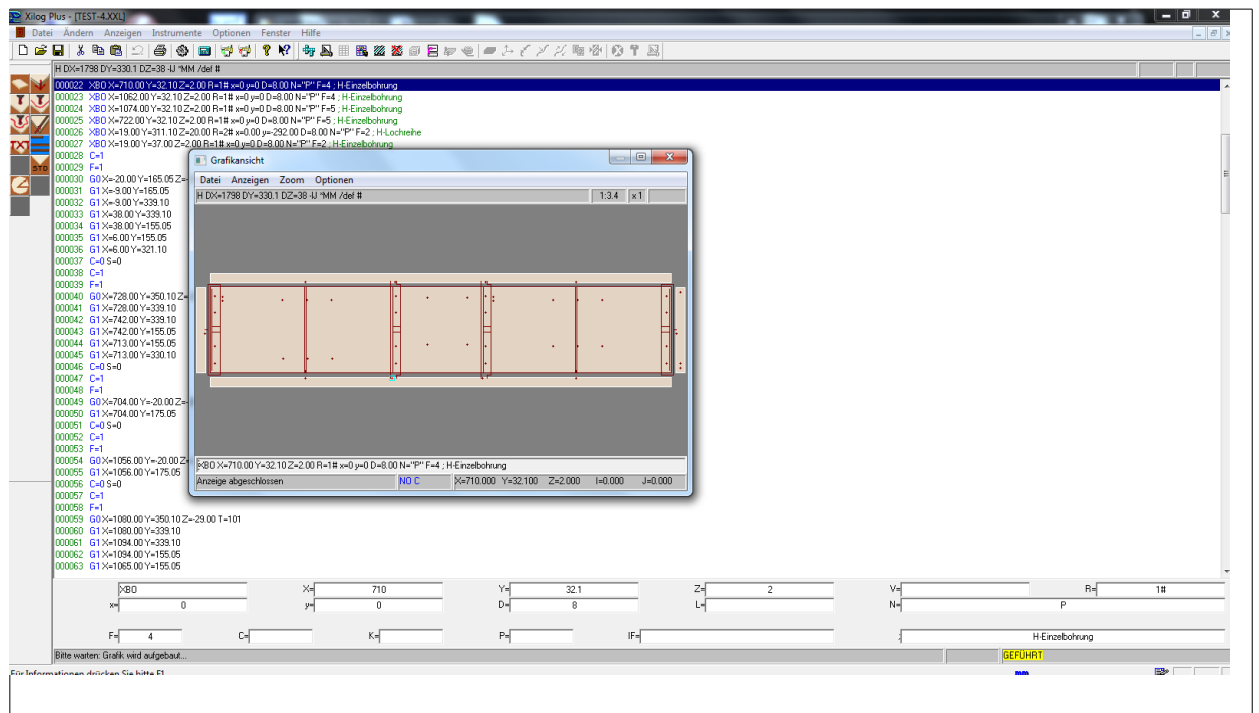 Xilog Plus - [TEST-4.XXL]
Datei Ändern Anzeigen Instrumente Optionen Fenster Hilfe
H DX=1798 DY=330.1 DZ=38 -IJ *MM /def #
000022 XBO X=710.00 Y=32.10 Z=2.00 R=1# x=0 y=0 D=8.00 N="P" F=4 ; H-Einzelbohrung
000023 XBO X=1062.00 Y=32.10 Z=2.00 R=1# x=0 y=0 D=8.00 N="P" F=4 ; H-Einzelbohrung
000024 XBO X=1074.00 Y=32.10 Z=2.00 R=1# x=0 y=0 D=8.00 N="P" F=5 ; H-Einzelbohrung
000025 XBO X=722.00 Y=32.10 Z=2.00 R=1# x=0 y=0 D=8.00 N="P" F=5 ; H-Einzelbohrung
000026 XBO X=19.00 Y=311.10 Z=20.00 R=2# x=0.00 y=-292.00 D=8.00 N="P" F=2 ; H-Lochreihe
000027 XBO X=19.00 Y=37.00 Z=2.00 R=1# x=0 y=0 D=8.00 N="P" F=2 ; H-Einzelbohrung
000028 C=1
000029 F=1
000030 G0 X=-20.00 Y=165.05 Z=-
000031 G1 X=-9.00 Y=165.05
000032 G1 X=-9.00 Y=339.10
000033 G1 X=38.00 Y=339.10
000034 G1 X=38.00 Y=155.05
000035 G1 X=6.00 Y=155.05
000036 G1 X=6.00 Y=321.10
000037 C=0 S=0
000038 C=1
000039 F=1
000040 G0 X=728.00 Y=350.10 Z=-
000041 G1 X=728.00 Y=339.10
000042 G1 X=742.00 Y=339.10
000043 G1 X=742.00 Y=155.05
000044 G1 X=713.00 Y=155.05
000045 G1 X=713.00 Y=330.10
000046 C=0 S=0
000047 C=1
000048 F=1
000049 G0 X=704.00 Y=-20.00 Z=-
000050 G1 X=704.00 Y=175.05
000051 C=0 S=0
000052 C=1
000053 F=1
000054 G0 X=1056.00 Y=-20.00 Z=
000055 G1 X=1056.00 Y=175.05
000056 C=0 S=0
000057 C=1
000058 F=1
000059 G0 X=1080.00 Y=350.10 Z=-29.00 T=101
000060 G1 X=1080.00 Y=339.10
000061 G1 X=1094.00 Y=339.10
000062 G1 X=1094.00 Y=155.05
000063 G1 X=1065.00 Y=155.05
TXT
STD
Grafikansicht
Datei Anzeigen Zoom Optionen
H DX=1798 DY=330.1 DZ=38 -IJ *MM /def # 1:3.4 x1
XBO X=710.00 Y=32.10 Z=2.00 R=1# x=0 y=0 D=8.00 N="P" F=4 ; H-Einzelbohrung
Anzeige abgeschlossen NO C X=710.000 Y=32.100 Z=2.000 I=0.000 J=0.000
XBO X= 710 Y= 32.1 Z= 2 V= R= 1#
x= 0 y= 0 D= 8 L= N= P
F= 4 C= K= P= IF= ; H-Einzelbohrung
Bitte warten: Grafik wird aufgebaut... GEFÜHRT
Für Informationen drücken Sie bitte F1 mm